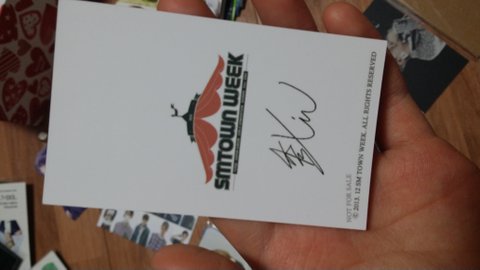 SMTOWN WEEK
NOT FOR SALE
© 2013. 12 SM TOWN WEEK. ALL RIGHTS RESERVED